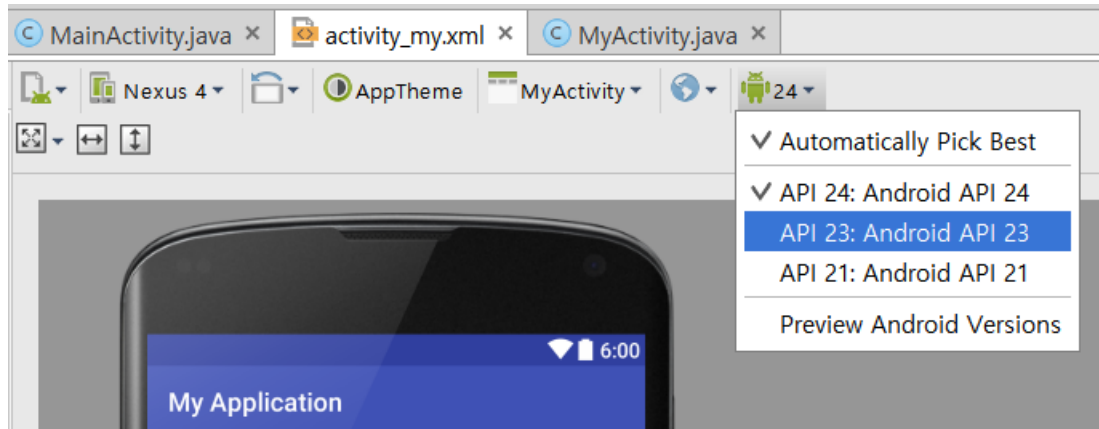 MainActivity.java × activity_my.xml × MyActivity.java ×
Nexus 4 AppTheme MyActivity 24
Automatically Pick Best
API 24: Android API 24
API 23: Android API 23
API 21: Android API 21
Preview Android Versions
6:00
My Application